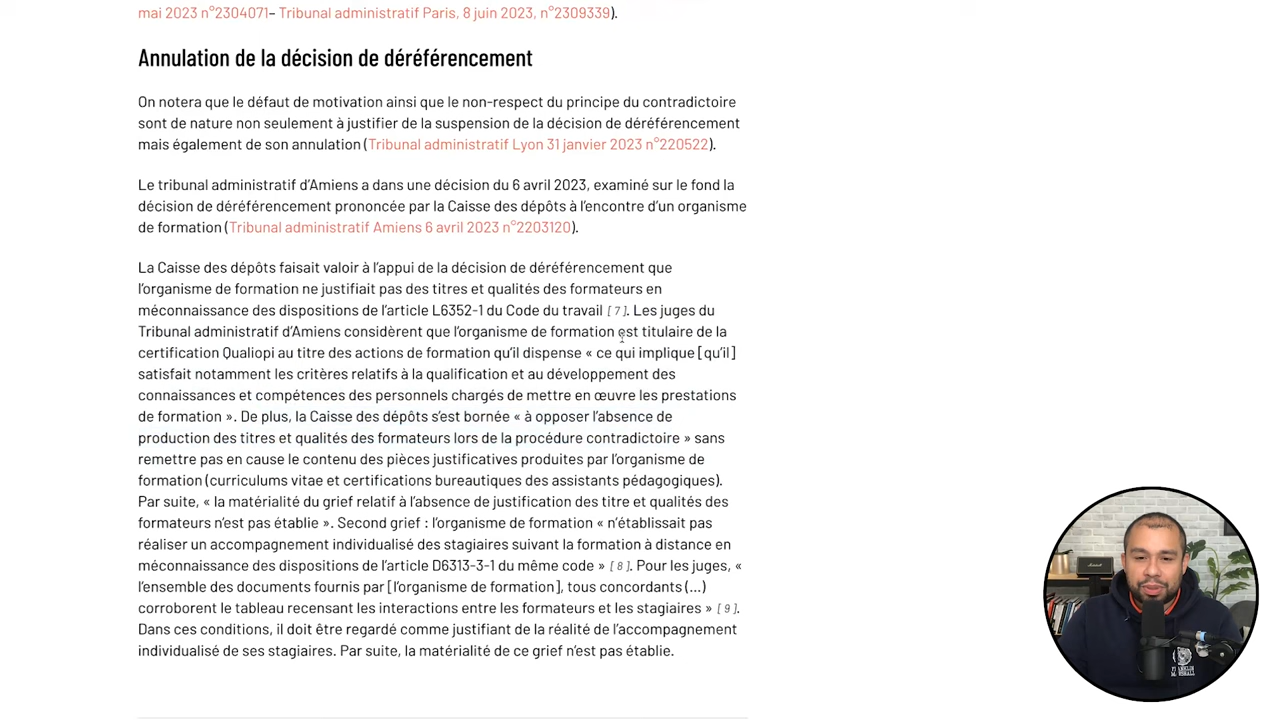 mai 2023 n°2304071– Tribunal administratif Paris, 8 juin 2023, n°2309339).
Annulation de la décision de déréférencement
On notera que le défaut de motivation ainsi que le non-respect du principe du contradictoire
sont de nature non seulement à justifier de la suspension de la décision de déréférencement
mais également de son annulation (Tribunal administratif Lyon 31 janvier 2023 n°220522).
Le tribunal administratif d’Amiens a dans une décision du 6 avril 2023, examiné sur le fond la
décision de déréférencement prononcée par la Caisse des dépôts à l’encontre d’un organisme
de formation (Tribunal administratif Amiens 6 avril 2023 n°2203120).
La Caisse des dépôts faisait valoir à l’appui de la décision de déréférencement que
l’organisme de formation ne justifiait pas des titres et qualités des formateurs en
méconnaissance des dispositions de l’article L6352-1 du Code du travail [ 7 ]. Les juges du
Tribunal administratif d’Amiens considèrent que l’organisme de formation est titulaire de la
certification Qualiopi au titre des actions de formation qu’il dispense « ce qui implique [qu’il]
satisfait notamment les critères relatifs à la qualification et au développement des
connaissances et compétences des personnels chargés de mettre en œuvre les prestations
de formation ». De plus, la Caisse des dépôts s’est bornée « à opposer l’absence de
production des titres et qualités des formateurs lors de la procédure contradictoire » sans
remettre pas en cause le contenu des pièces justificatives produites par l’organisme de
formation (curriculums vitae et certifications bureautiques des assistants pédagogiques).
Par suite, « la matérialité du grief relatif à l’absence de justification des titre et qualités des
formateurs n’est pas établie ». Second grief : l’organisme de formation « n’établissait pas
réaliser un accompagnement individualisé des stagiaires suivant la formation à distance en
méconnaissance des dispositions de l’article D6313-3-1 du même code » [ 8 ]. Pour les juges, «
l’ensemble des documents fournis par [l’organisme de formation], tous concordants (…)
corroborent le tableau recensant les interactions entre les formateurs et les stagiaires » [ 9 ].
Dans ces conditions, il doit être regardé comme justifiant de la réalité de l’accompagnement
individualisé de ses stagiaires. Par suite, la matérialité de ce grief n’est pas établie.
Marshall
FRANKLIN
MARSHALL